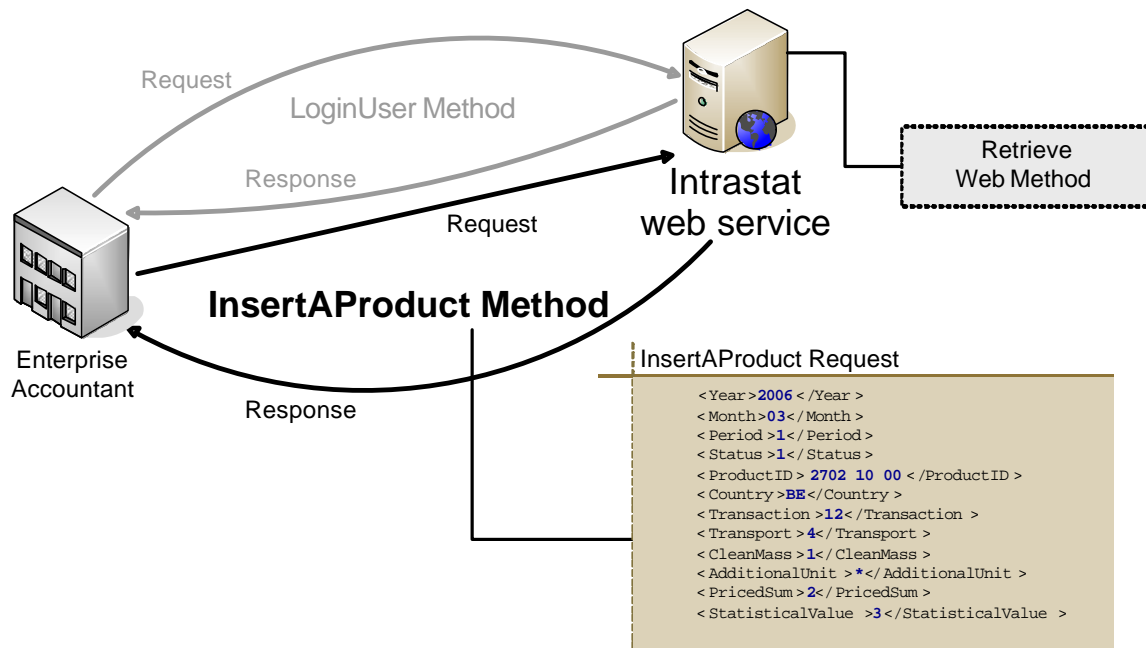 Request
LoginUser Method
Response
Intrastat
web service
Retrieve
Web Method
Request
InsertAProduct Method
Enterprise
Accountant
Response
InsertAProduct Request
<Year>2006</Year>
<Month>03</Month>
<Period>1</Period>
<Status>1</Status>
<ProductID> 2702 10 00 </ProductID>
<Country>BE</Country>
<Transaction>12</Transaction>
<Transport>4</Transport>
<CleanMass>1</CleanMass>
<AdditionalUnit>*</AdditionalUnit>
<PricedSum>2</PricedSum>
<StatisticalValue>3</StatisticalValue>